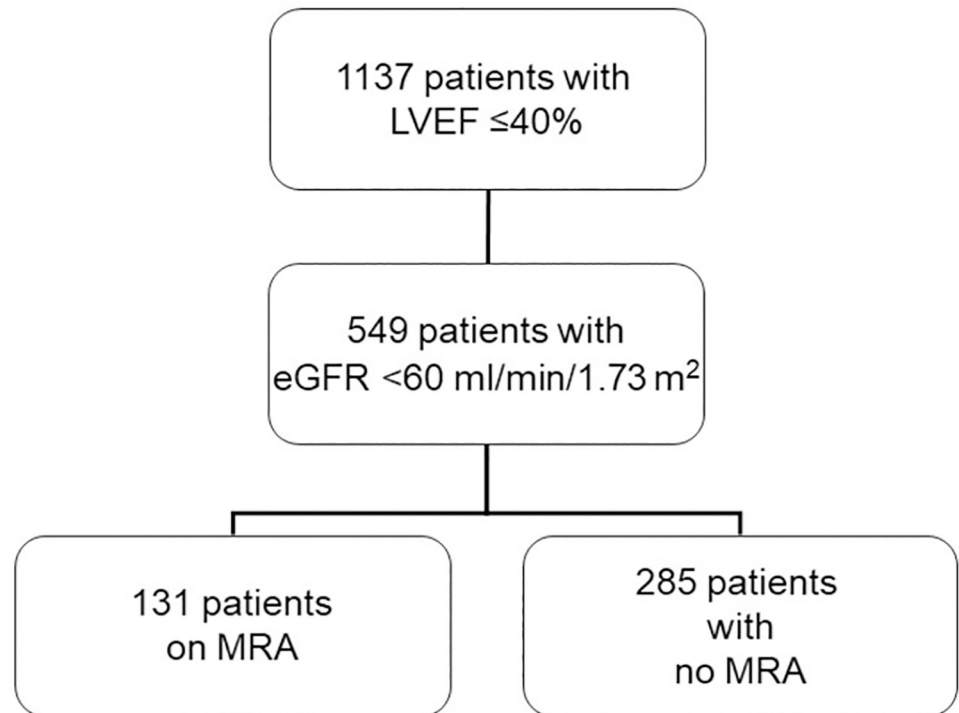 1137 patients with
LVEF ≤40%
549 patients with
eGFR <60 ml/min/1.73 m²
131 patients
on MRA
285 patients
with
no MRA